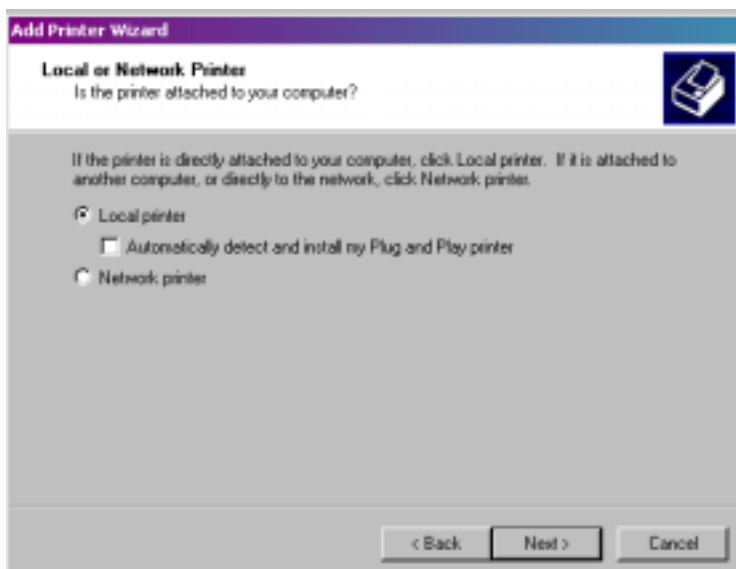 Add Printer Wizard
Local or Network Printer
Is the printer attached to your computer?
If the printer is directly attached to your computer, click Local printer. If it is attached to
another computer, or directly to the network, click Network printer.
Local printer
Automatically detect and install my Plug and Play printer
Network printer
< Back
Next >
Cancel